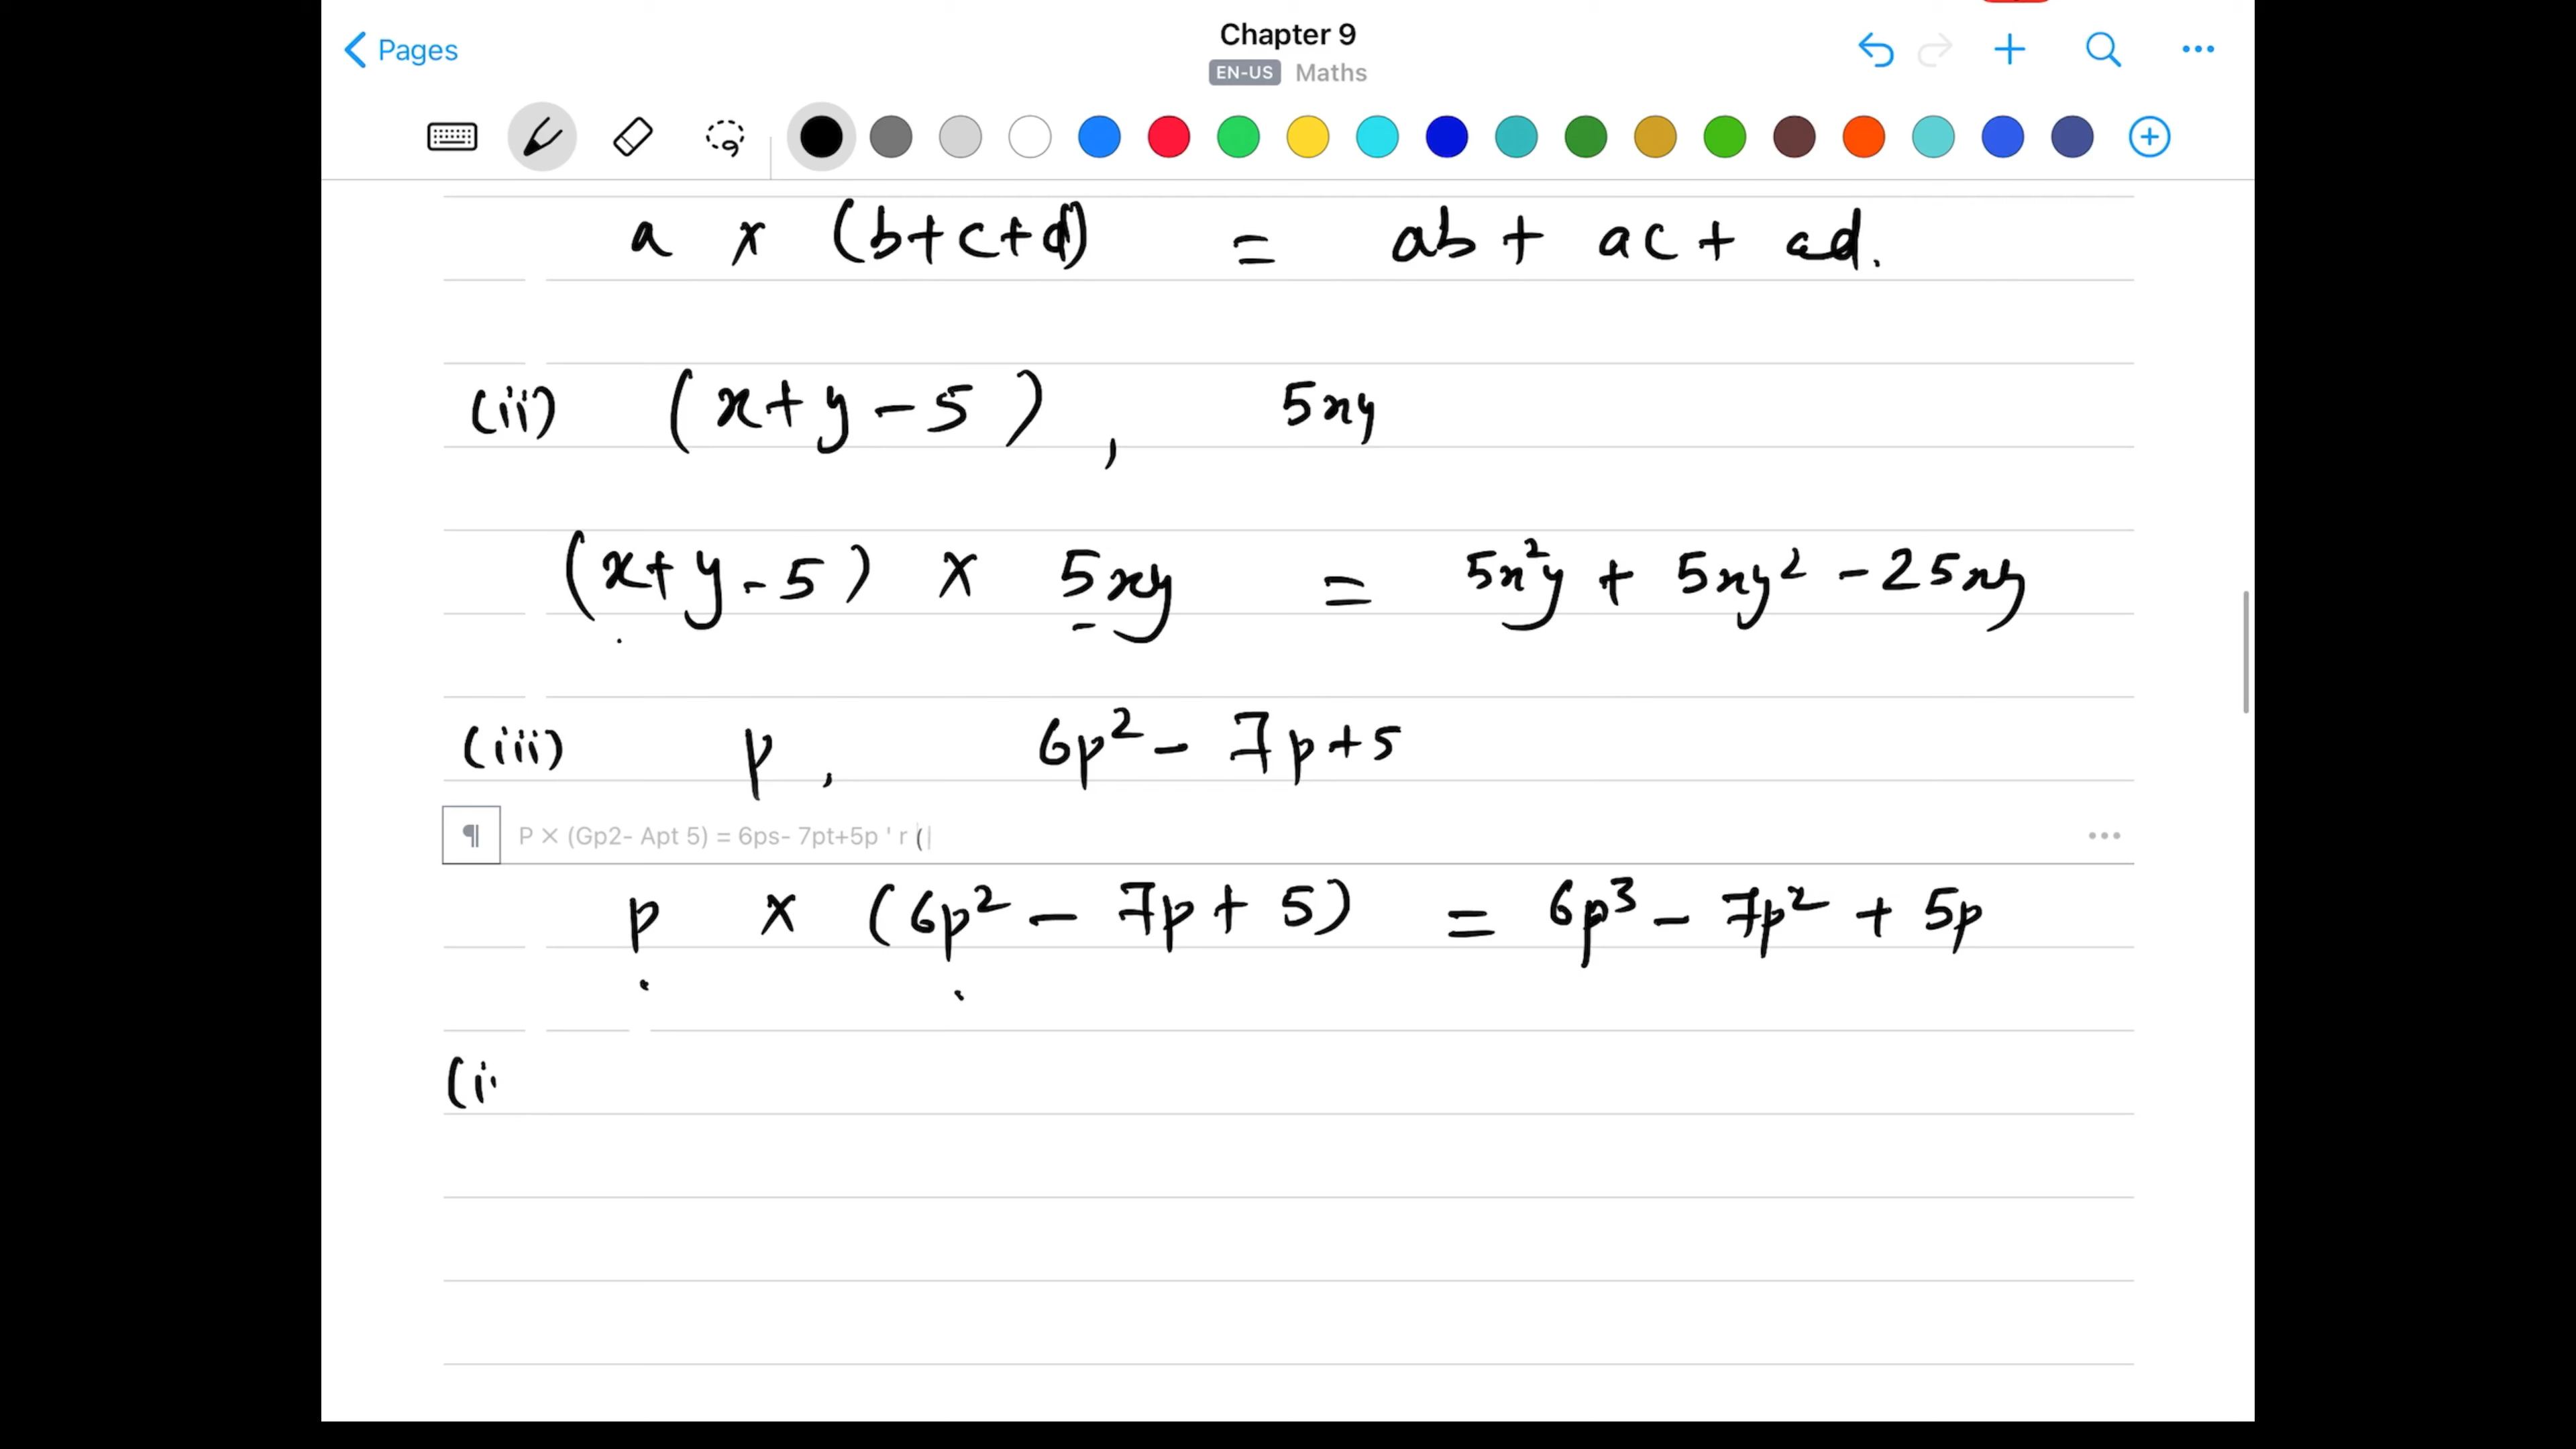 Pages
Chapter 9
EN-US Maths
a × (b+c+d) = ab + ac + ad.
(ii) (x+y-5), 5xy
(x+y-5) × 5xy = 5x²y + 5xy² - 25xy
(iii) p, 6p² - 7p+5
P × (Gp2- Apt 5) = 6ps- 7pt+5p ' r (
p × (6p² - 7p + 5) = 6p³ - 7p² + 5p
(i